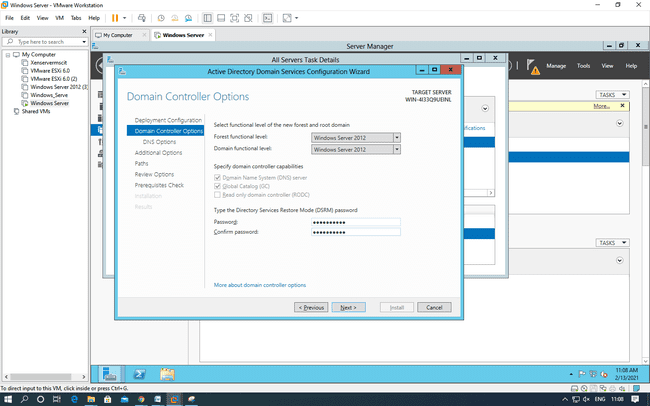 Windows Server - VMware Workstation
File Edit View VM Tabs Help
Library
Type here to search
My Computer
Xenservermscit
VMware ESXi 6.0
VMware ESXi 6.0 (2)
Windows Server 2012 (3)
Windows_Serve
Windows Server
Shared VMs
My Computer
Windows Server
Server Manager
Manage Tools View Help
All Servers Task Details
Active Directory Domain Services Configuration Wizard
Domain Controller Options
TARGET SERVER
WIN-4I33Q9UEINL
Deployment Configuration
Domain Controller Options
DNS Options
Additional Options
Paths
Review Options
Prerequisites Check
Installation
Results
Select functional level of the new forest and root domain
Forest functional level: Windows Server 2012
Domain functional level: Windows Server 2012
Specify domain controller capabilities
Domain Name System (DNS) server
Global Catalog (GC)
Read only domain controller (RODC)
Type the Directory Services Restore Mode (DSRM) password
Password: ••••••••••
Confirm password: ••••••••••
More about domain controller options
< Previous Next > Install Cancel
TASKS
More...
TASKS
11:08 AM
2/13/2021
To direct input to this VM, click inside or press Ctrl+G.
ENG 11:08